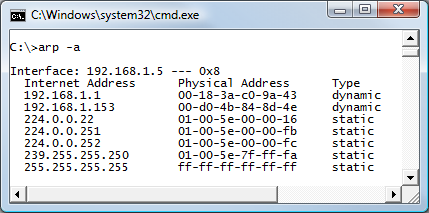 C:\Windows\system32\cmd.exe
C:\>arp -a
Interface: 192.168.1.5 --- 0x8
Internet Address      Physical Address      Type
192.168.1.1           00-18-3a-c0-9a-43     dynamic
192.168.1.153         00-d0-4b-84-8d-4e     dynamic
224.0.0.22            01-00-5e-00-00-16     static
224.0.0.251           01-00-5e-00-00-fb     static
224.0.0.252           01-00-5e-00-00-fc     static
239.255.255.250       01-00-5e-7f-ff-fa     static
255.255.255.255       ff-ff-ff-ff-ff-ff     static